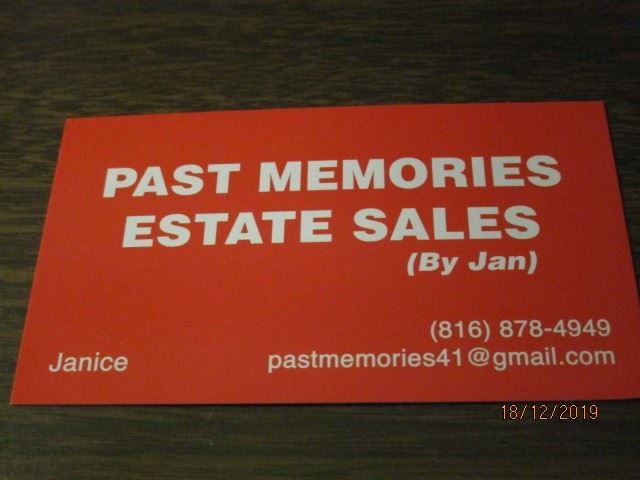 PAST MEMORIES
ESTATE SALES
(By Jan)
(816) 878-4949
Janice
pastmemories41@gmail.com
18/12/2019